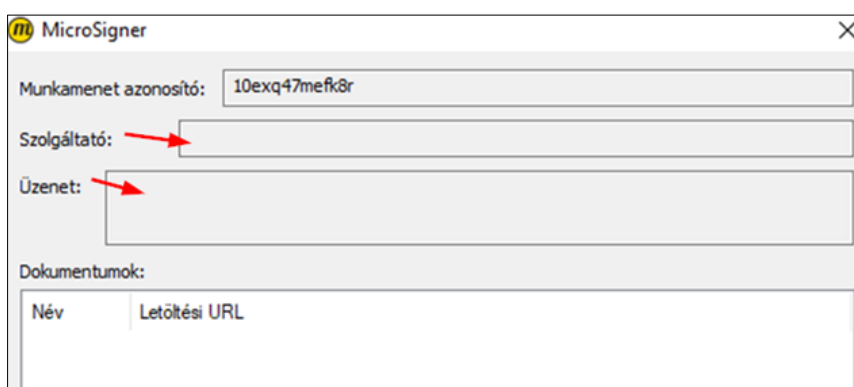 m MicroSigner
Munkamenet azonosító: 10exq47mefk8r
Szolgáltató:
Üzenet:
Dokumentumok:
Név Letöltési URL